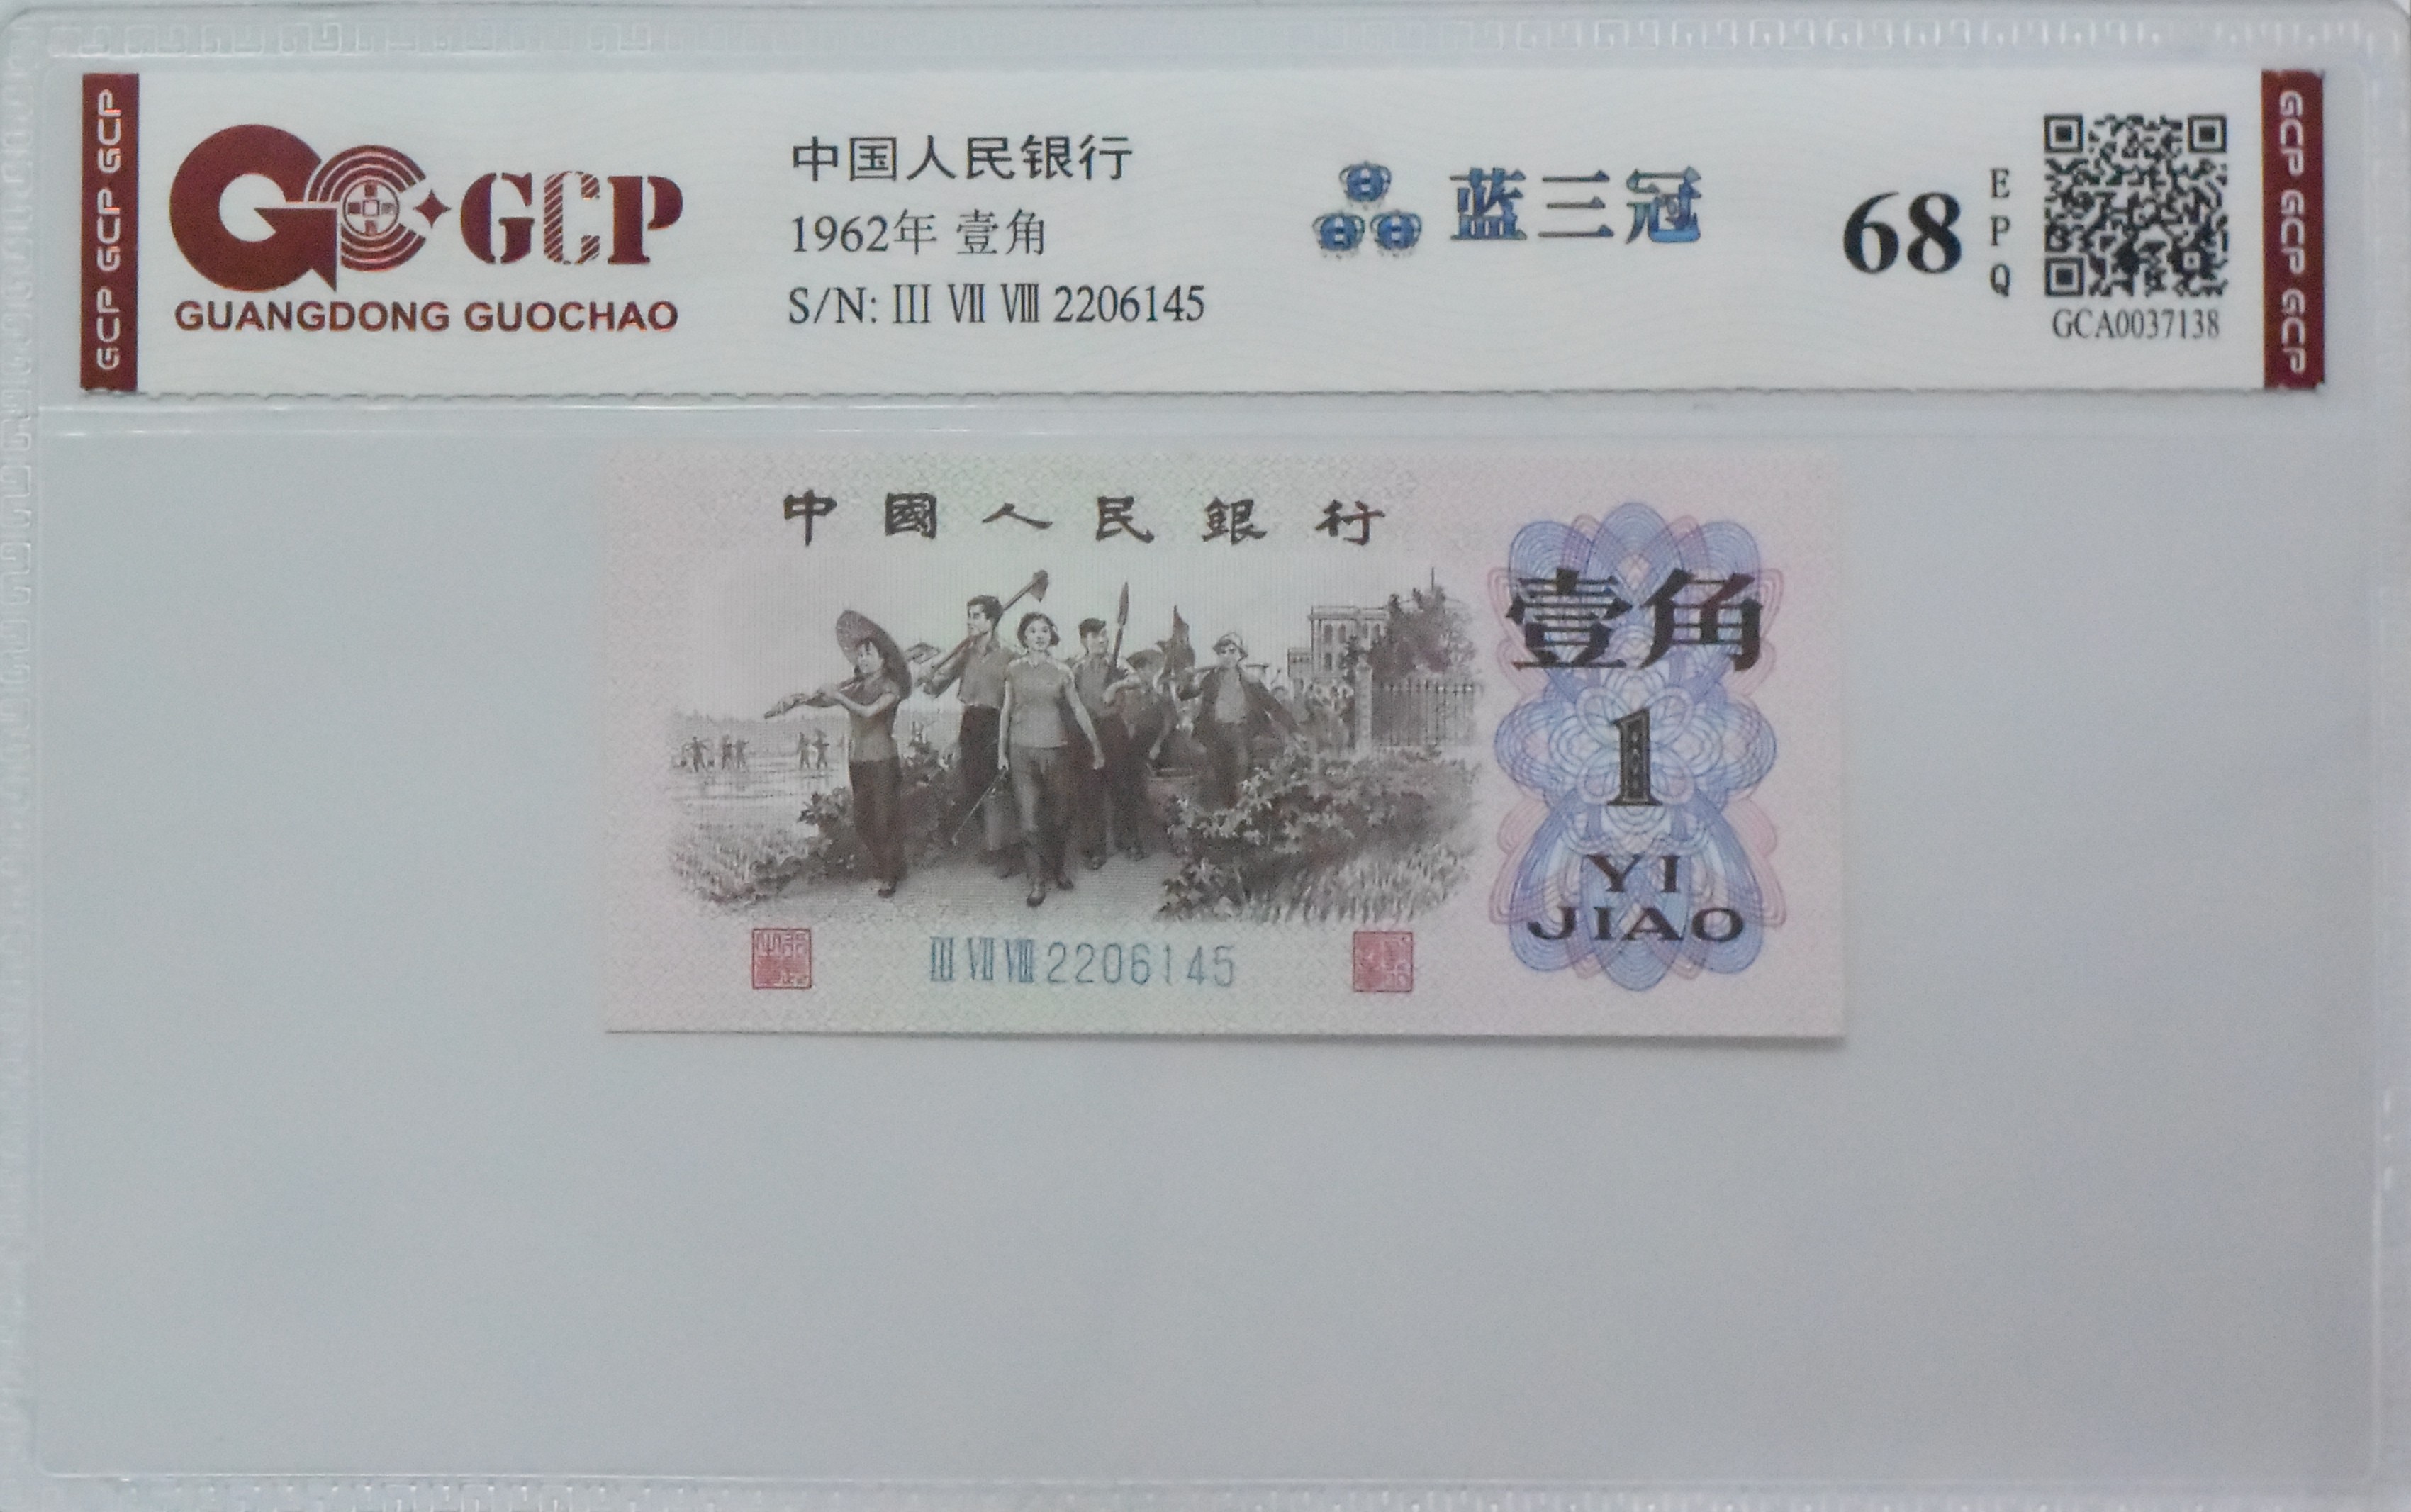 GCP GCP GCP
GCP
GUANGDONG GUOCHAO
中国人民银行
1962年 壹角
S/N: III VII VIII 2206145
蓝三冠
68
EPQ
GCA0037138
GCP GCP GCP
中國人民銀行
壹角
1
YI
JIAO
III VII VIII 2206145